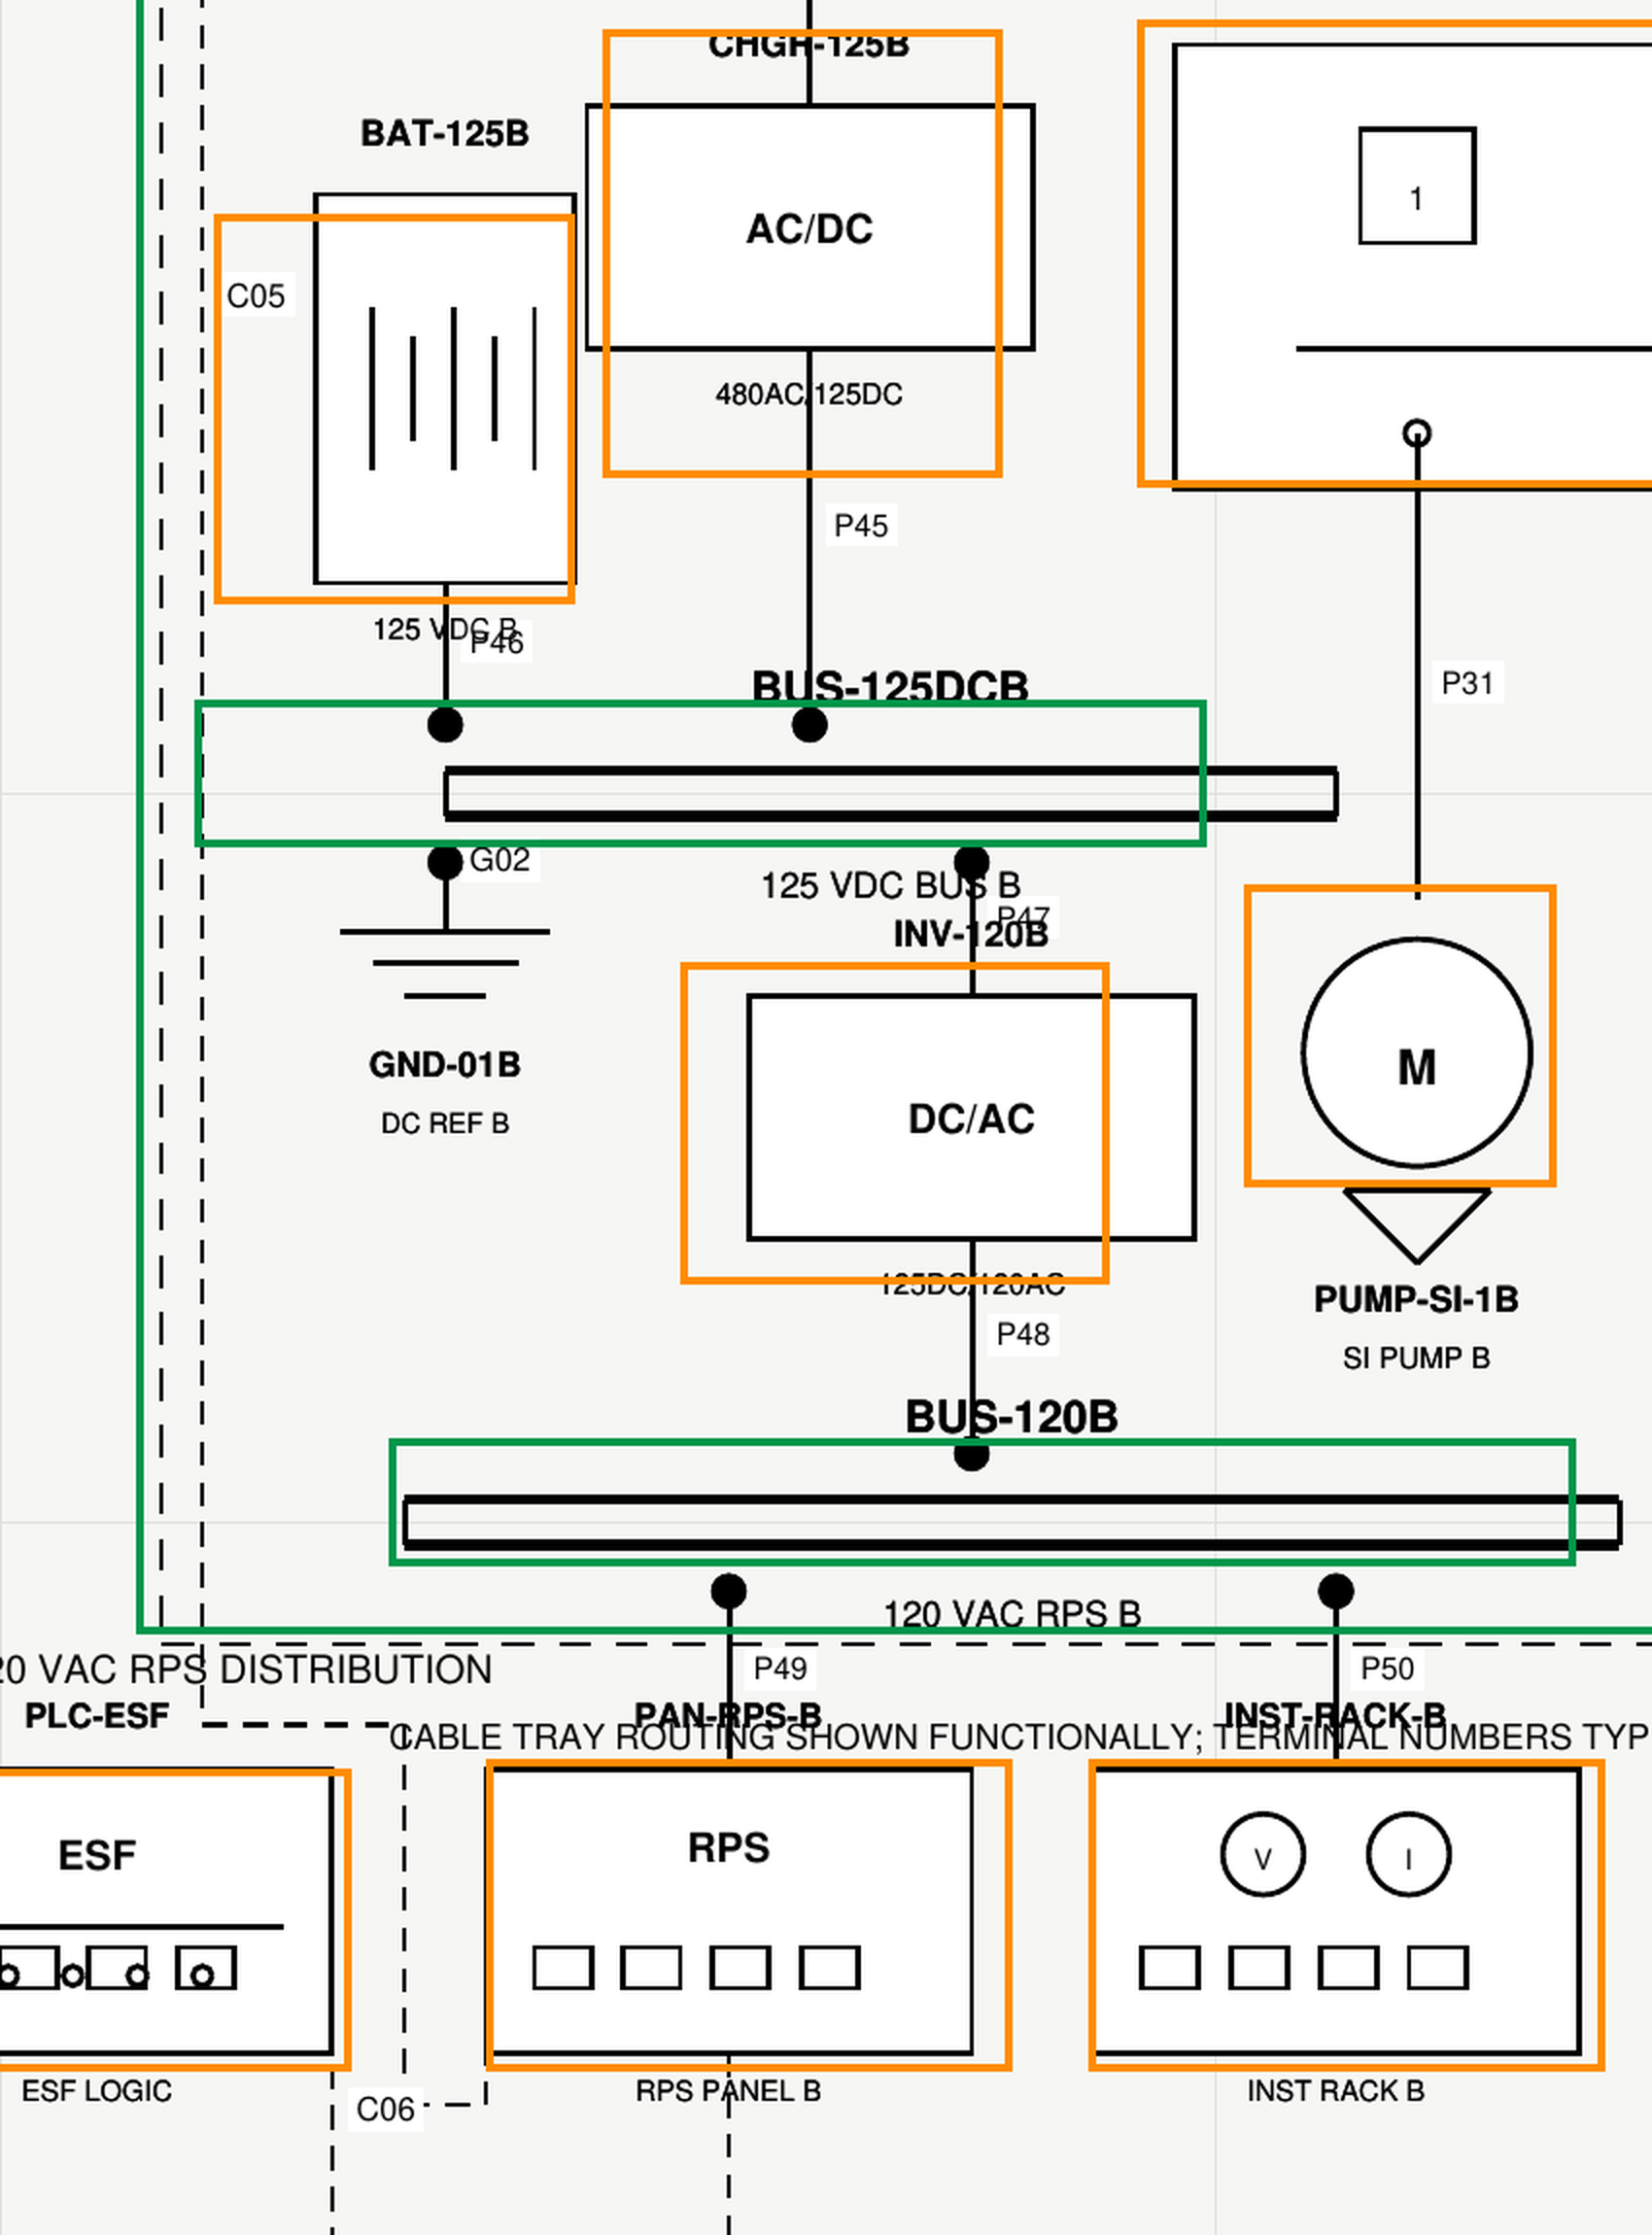 CHGH-125B
BAT-125B
AC/DC
1
C05
480AC/125DC
P45
125 VDC B
P46
BUS-125DCB
P31
G02
125 VDC BUS B
P47
INV-120B
GND-01B
DC/AC
M
DC REF B
125DC/120AC
PUMP-SI-1B
P48
SI PUMP B
BUS-120B
120 VAC RPS B
20 VAC RPS DISTRIBUTION
P49
P50
PLC-ESF
PAN-RPS-B
INST-RACK-B
CABLE TRAY ROUTING SHOWN FUNCTIONALLY; TERMINAL NUMBERS TYP
ESF
RPS
V
I
ESF LOGIC
RPS PANEL B
INST RACK B
C06